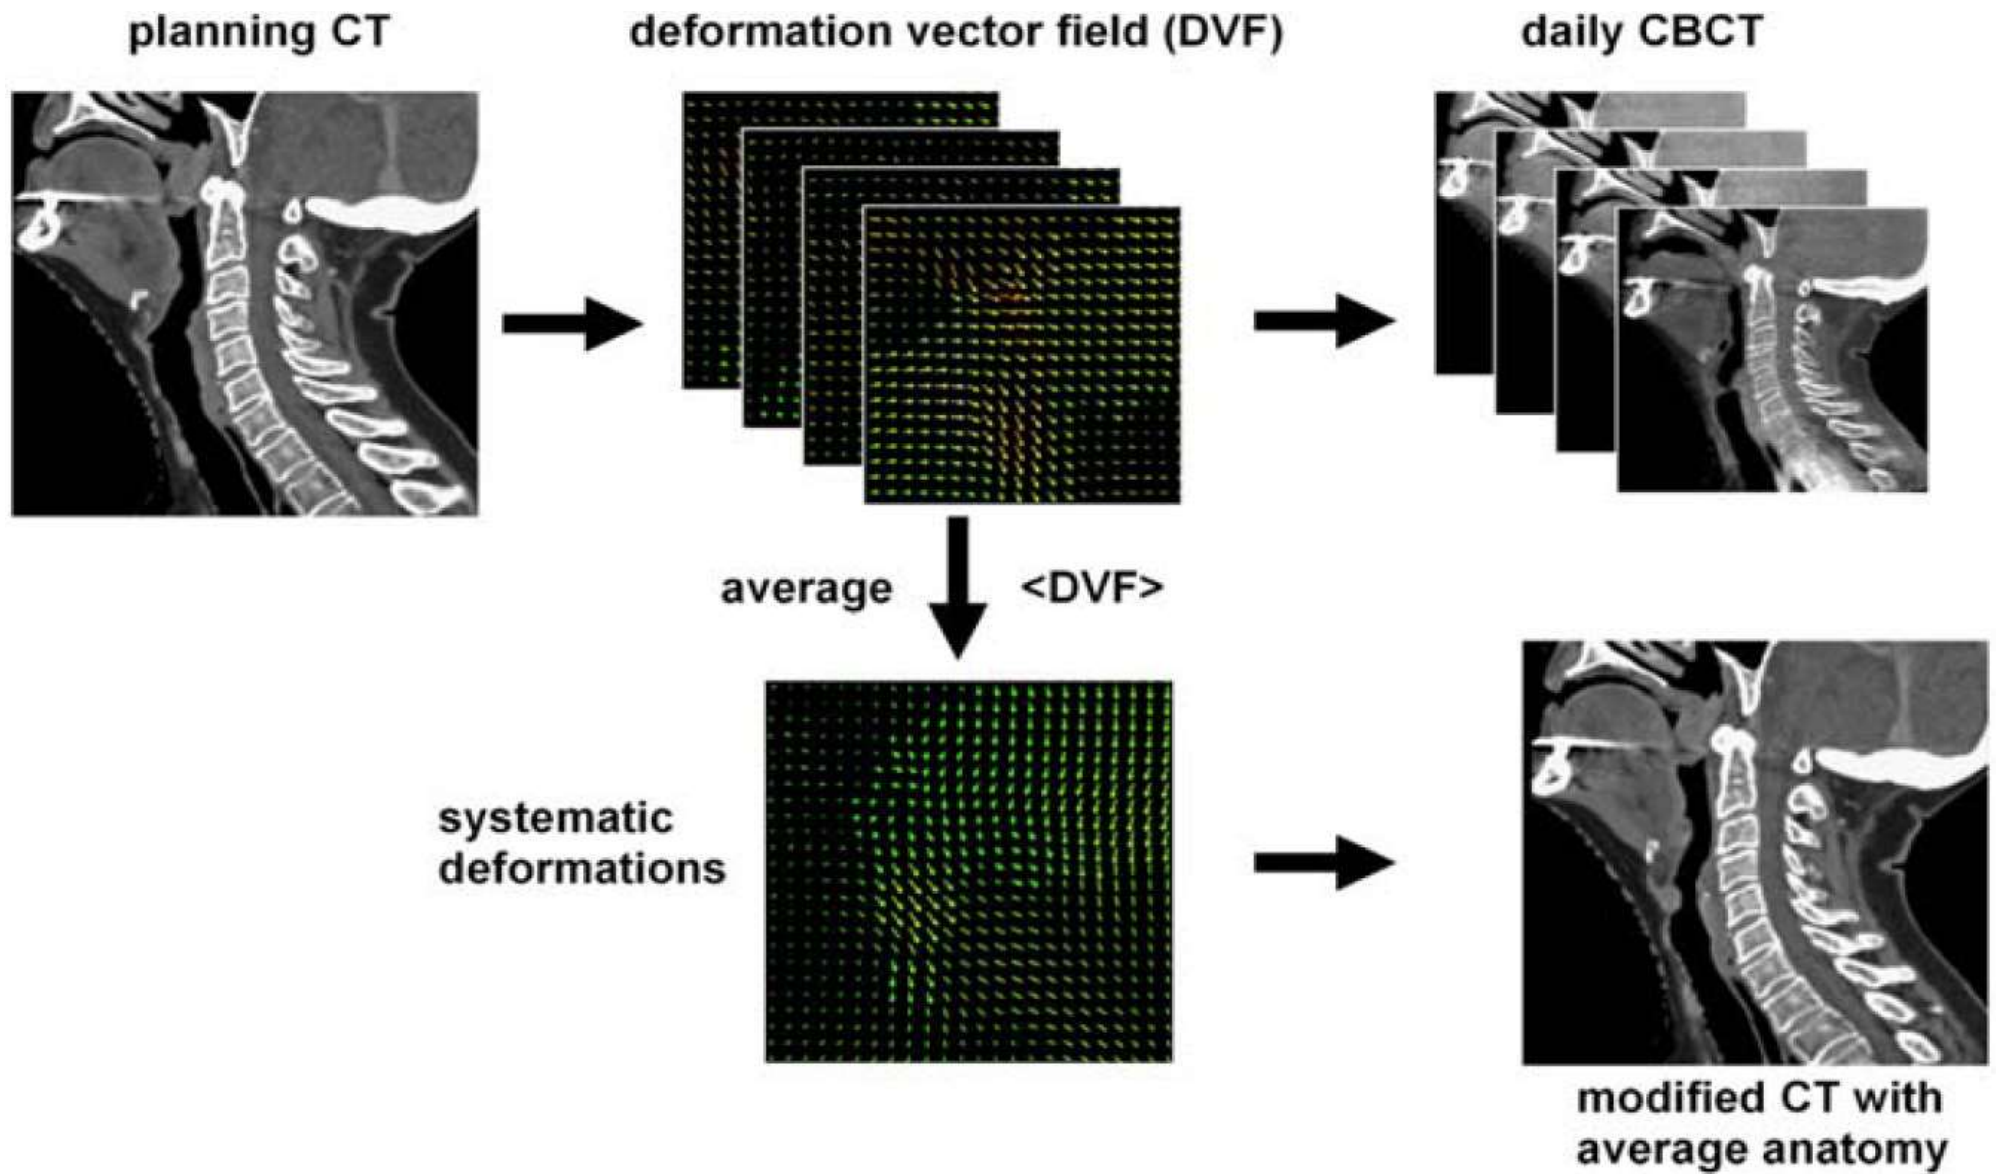 planning CT
deformation vector field (DVF)
daily CBCT
average
<DVF>
systematic
deformations
modified CT with
average anatomy